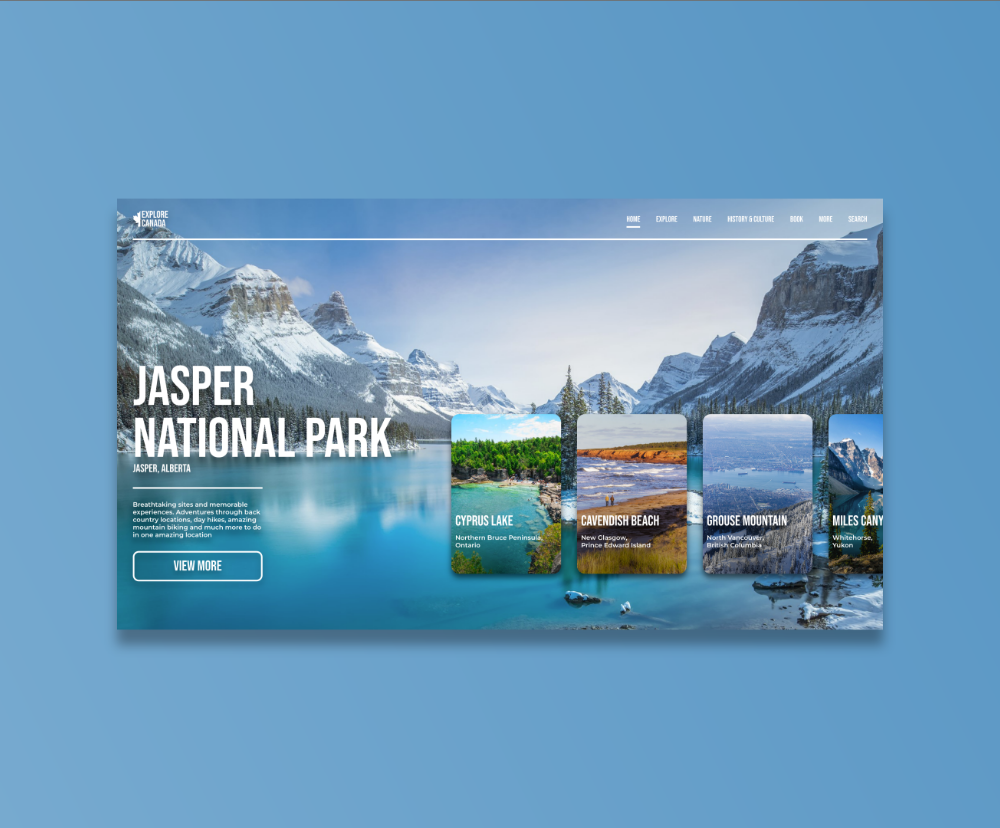 EXPLORE
CANADA
HOME EXPLORE NATURE HISTORY & CULTURE BOOK MORE SEARCH
JASPER
NATIONAL PARK
JASPER, ALBERTA
Breathtaking sites and memorable
experiences. Adventures through back
country locations, day hikes, amazing
mountain biking and much more to do
in one amazing location
VIEW MORE
CYPRUS LAKE
Northern Bruce Peninsula,
Ontario
CAVENDISH BEACH
New Glasgow,
Prince Edward Island
GROUSE MOUNTAIN
North Vancouver,
British Columbia
MILES CANY
Whitehorse,
Yukon